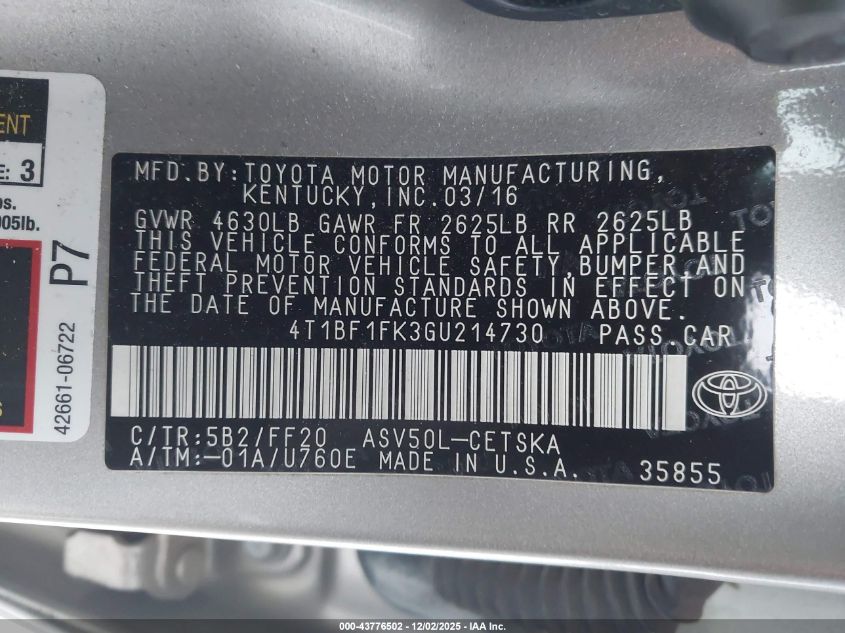 ENT
E: 3
os.
005lb.
P7
42661-06722
S
MFD.BY:TOYOTA MOTOR MANUFACTURING,
KENTUCKY,INC.03/16
GVWR 4630LB GAWR FR 2625LB RR 2625LB
THIS VEHICLE CONFORMS TO ALL APPLICABLE
FEDERAL MOTOR VEHICLE SAFETY,BUMPER,AND
THEFT PREVENTION STANDARDS IN EFFECT ON
THE DATE OF MANUFACTURE SHOWN ABOVE.
4T1BF1FK3GU214730 PASS.CAR
C/TR:5B2/FF20 ASV50L-CETSKA
A/TM:-01A/U760E MADE IN U.S.A. 35855
000-43776502 - 12/02/2025 - IAA Corp.